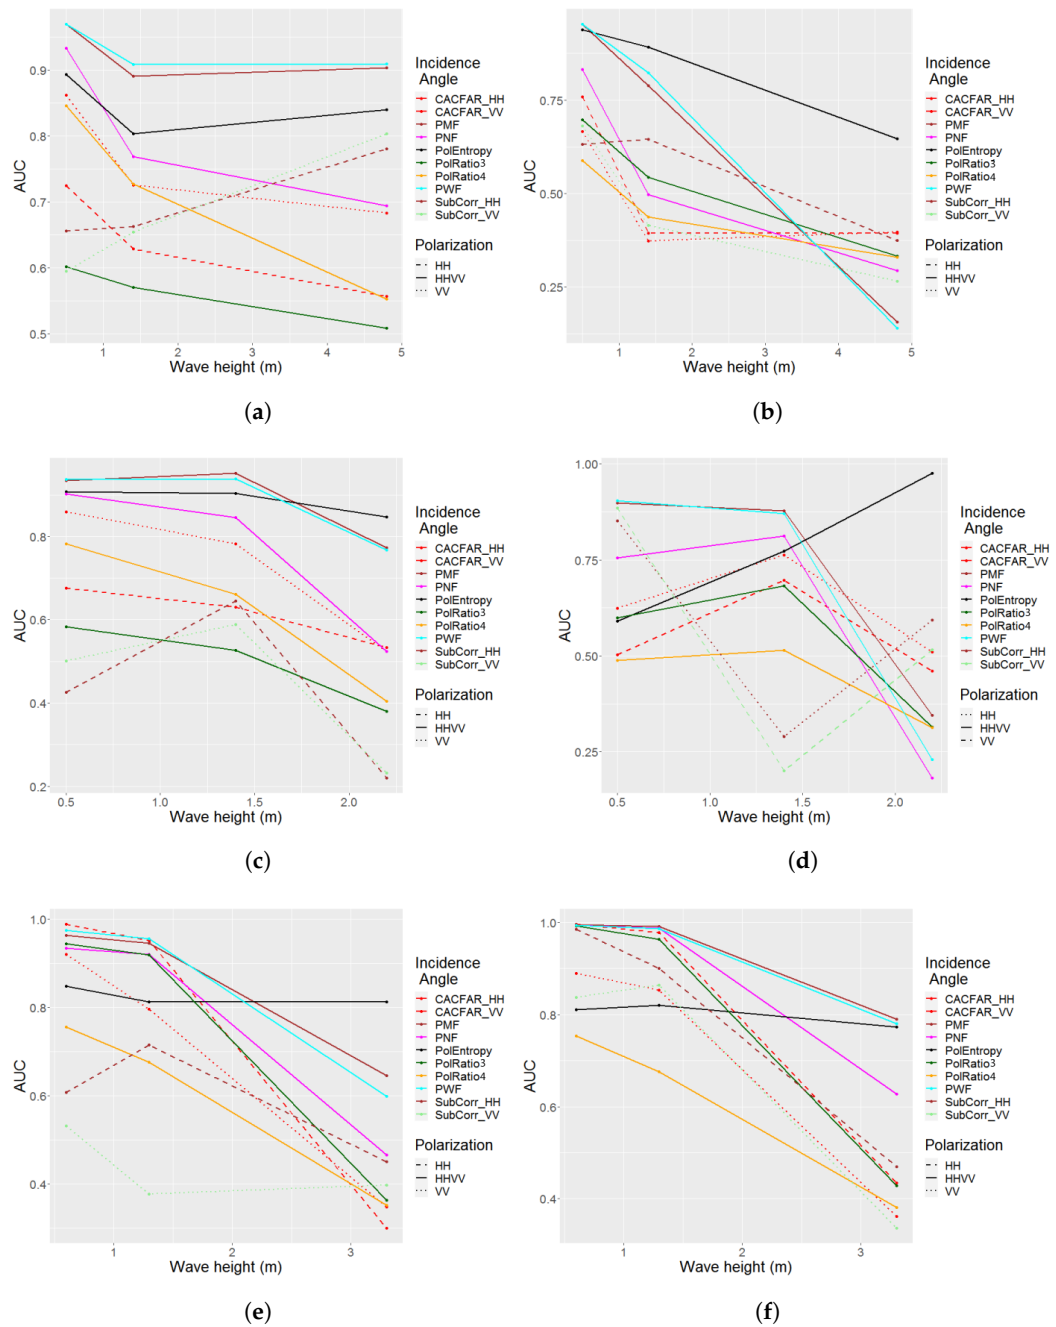 0.9
0.8
0.7
0.6
0.5
AUC
1
2
3
4
5
Wave height (m)
Incidence
Angle
CACFAR_HH
CACFAR_VV
PMF
PNF
PolEntropy
PolRatio3
PolRatio4
PWF
SubCorr_HH
SubCorr_VV
Polarization
HH
HHVV
VV
(a)
0.75
0.50
0.25
AUC
1
2
3
4
5
Wave height (m)
Incidence
Angle
CACFAR_HH
CACFAR_VV
PMF
PNF
PolEntropy
PolRatio3
PolRatio4
PWF
SubCorr_HH
SubCorr_VV
Polarization
HH
HHVV
VV
(b)
0.8
0.6
0.4
0.2
AUC
0.5
1.0
1.5
2.0
Wave height (m)
Incidence
Angle
CACFAR_HH
CACFAR_VV
PMF
PNF
PolEntropy
PolRatio3
PolRatio4
PWF
SubCorr_HH
SubCorr_VV
Polarization
HH
HHVV
VV
(c)
1.00
0.75
0.50
0.25
AUC
0.5
1.0
1.5
2.0
Wave height (m)
Incidence
Angle
CACFAR_HH
CACFAR_VV
PMF
PNF
PolEntropy
PolRatio3
PolRatio4
PWF
SubCorr_HH
SubCorr_VV
Polarization
HH
HHVV
VV
(d)
1.0
0.8
0.6
0.4
AUC
1
2
3
Wave height (m)
Incidence
Angle
CACFAR_HH
CACFAR_VV
PMF
PNF
PolEntropy
PolRatio3
PolRatio4
PWF
SubCorr_HH
SubCorr_VV
Polarization
HH
HHVV
VV
(e)
1.0
0.8
0.6
0.4
AUC
1
2
3
Wave height (m)
Incidence
Angle
CACFAR_HH
CACFAR_VV
PMF
PNF
PolEntropy
PolRatio3
PolRatio4
PWF
SubCorr_HH
SubCorr_VV
Polarization
HH
HHVV
VV
(f)